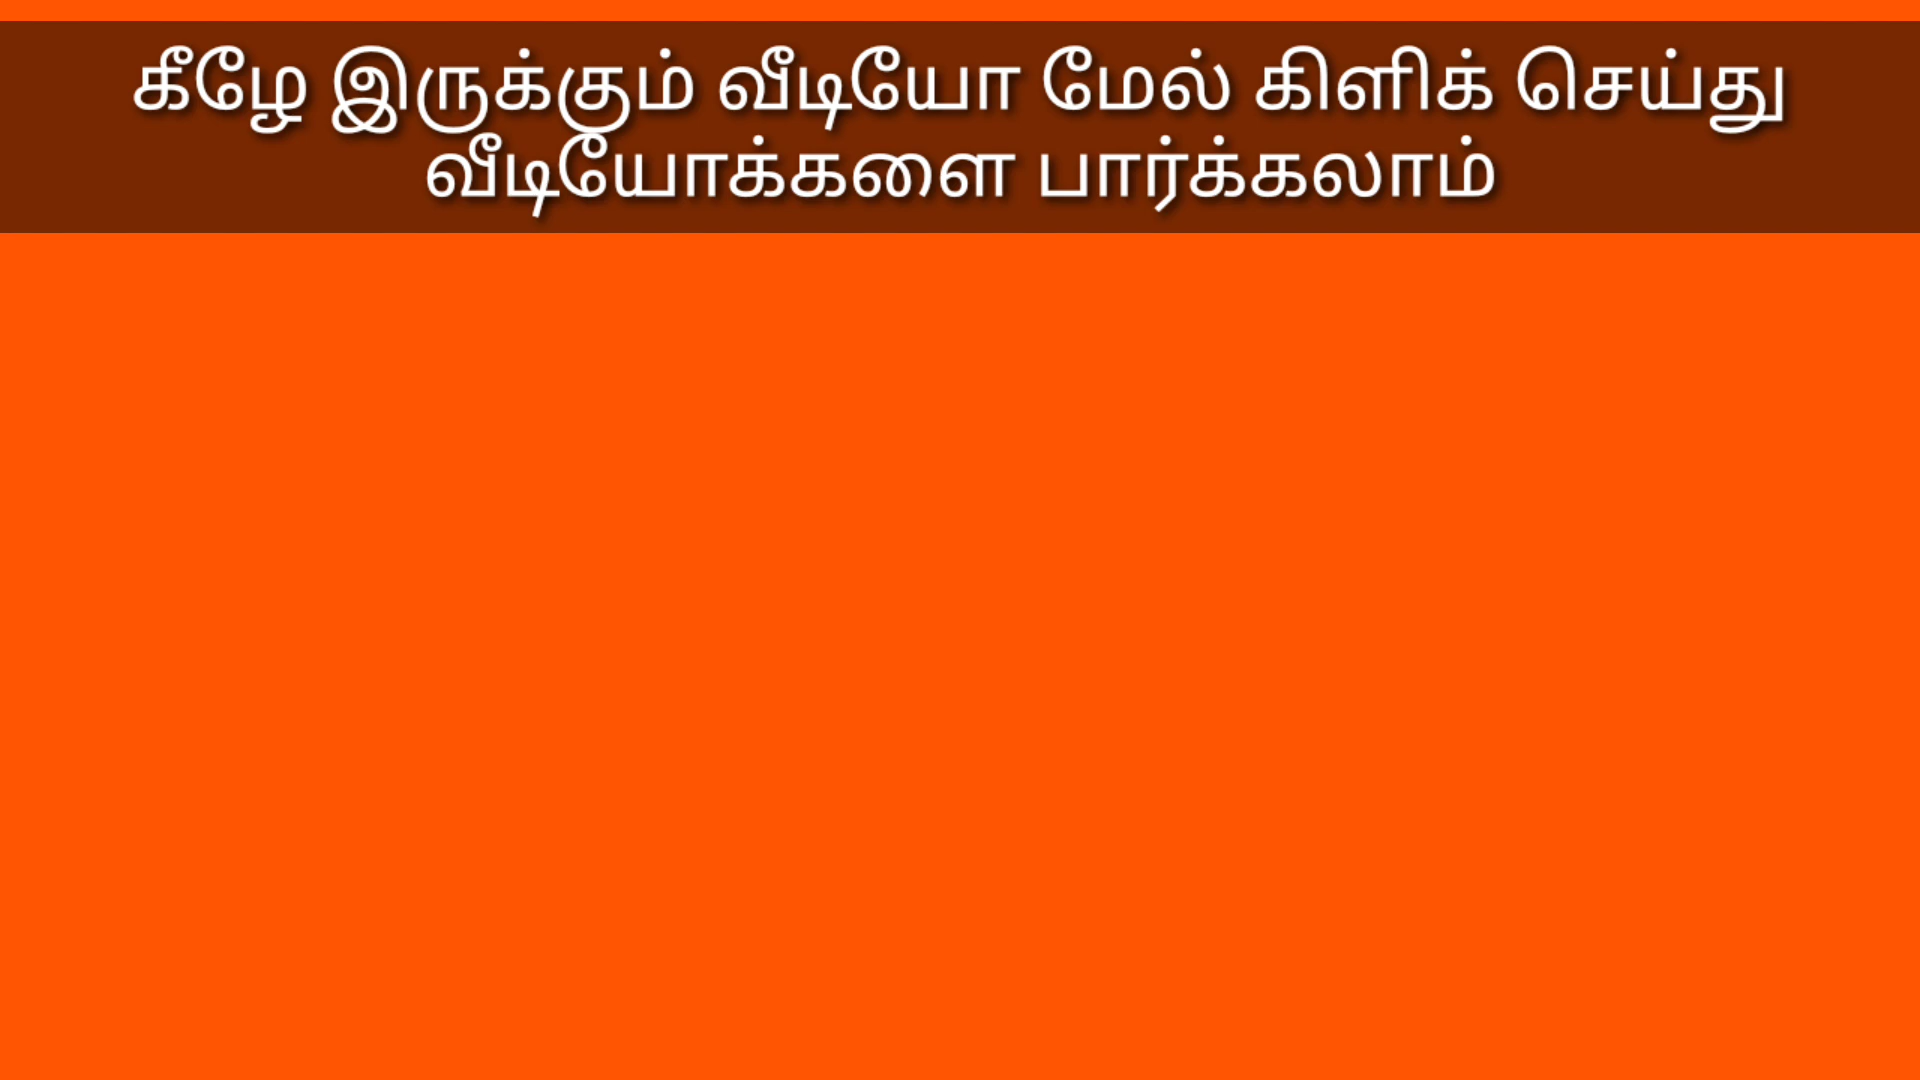 கீழே இருக்கும் வீடியோ மேல் கிளிக் செய்து
வீடியோக்களை பார்க்கலாம்